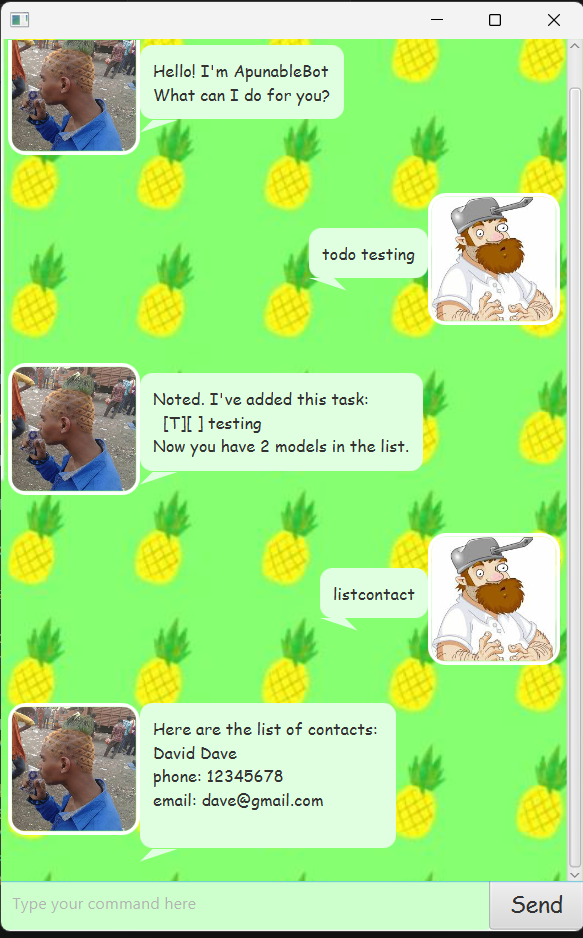 Hello! I'm ApunableBot
What can I do for you?
todo testing
Noted. I've added this task:
[T][ ] testing
Now you have 2 models in the list.
listcontact
Here are the list of contacts:
David Dave
phone: 12345678
email: dave@gmail.com
Type your command here
Send